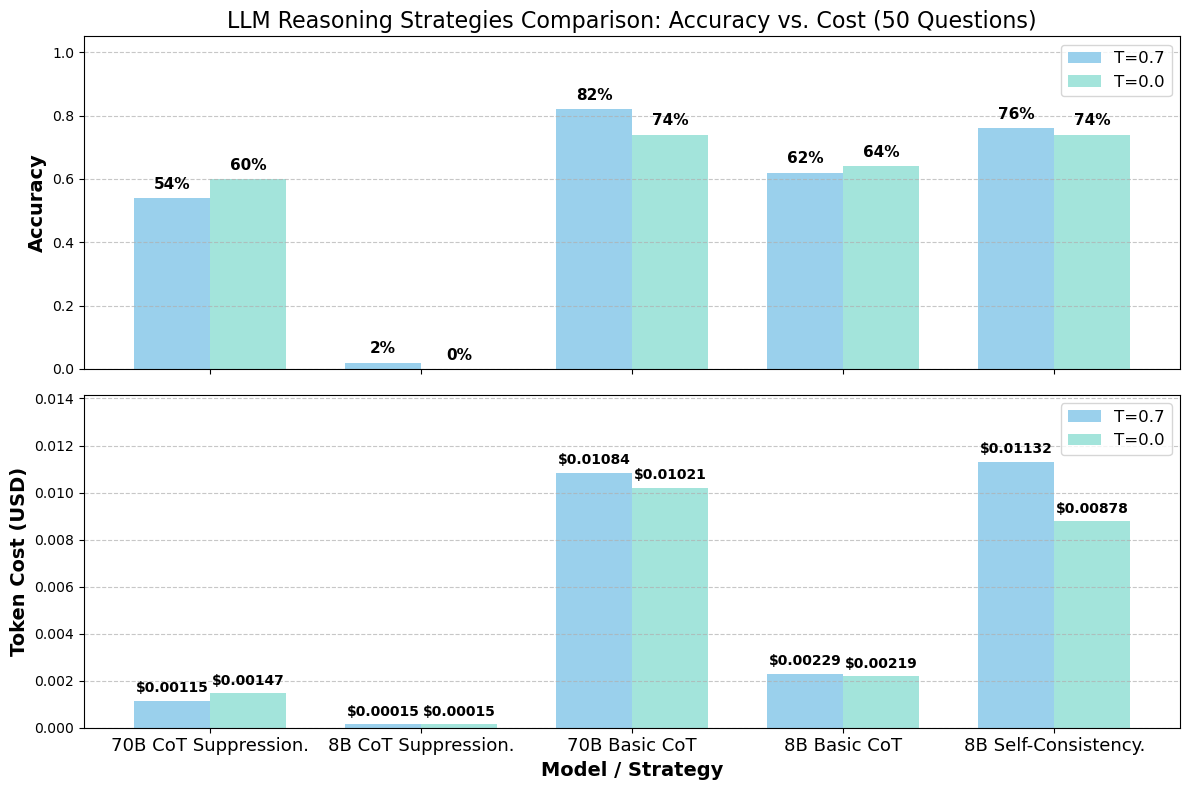 LLM Reasoning Strategies Comparison: Accuracy vs. Cost (50 Questions)
Accuracy
1.0
0.8
0.6
0.4
0.2
0.0
T=0.7
T=0.0
54%
60%
2%
0%
82%
74%
62%
64%
76%
74%
Token Cost (USD)
0.014
0.012
0.010
0.008
0.006
0.004
0.002
0.000
T=0.7
T=0.0
$0.00115
$0.00147
$0.00015
$0.00015
$0.01084
$0.01021
$0.00229
$0.00219
$0.01132
$0.00878
70B CoT Suppression.
8B CoT Suppression.
70B Basic CoT
8B Basic CoT
8B Self-Consistency.
Model / Strategy